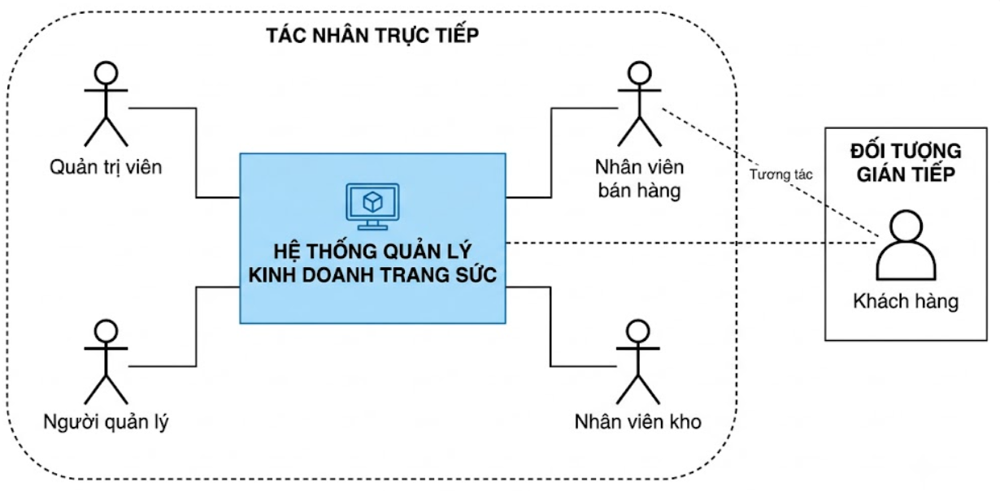 TÁC NHÂN TRỰC TIẾP
Quản trị viên
Nhân viên
bán hàng
Tương tác
ĐỐI TƯỢNG
GIÁN TIẾP
HỆ THỐNG QUẢN LÝ
KINH DOANH TRANG SỨC
Khách hàng
Người quản lý
Nhân viên kho